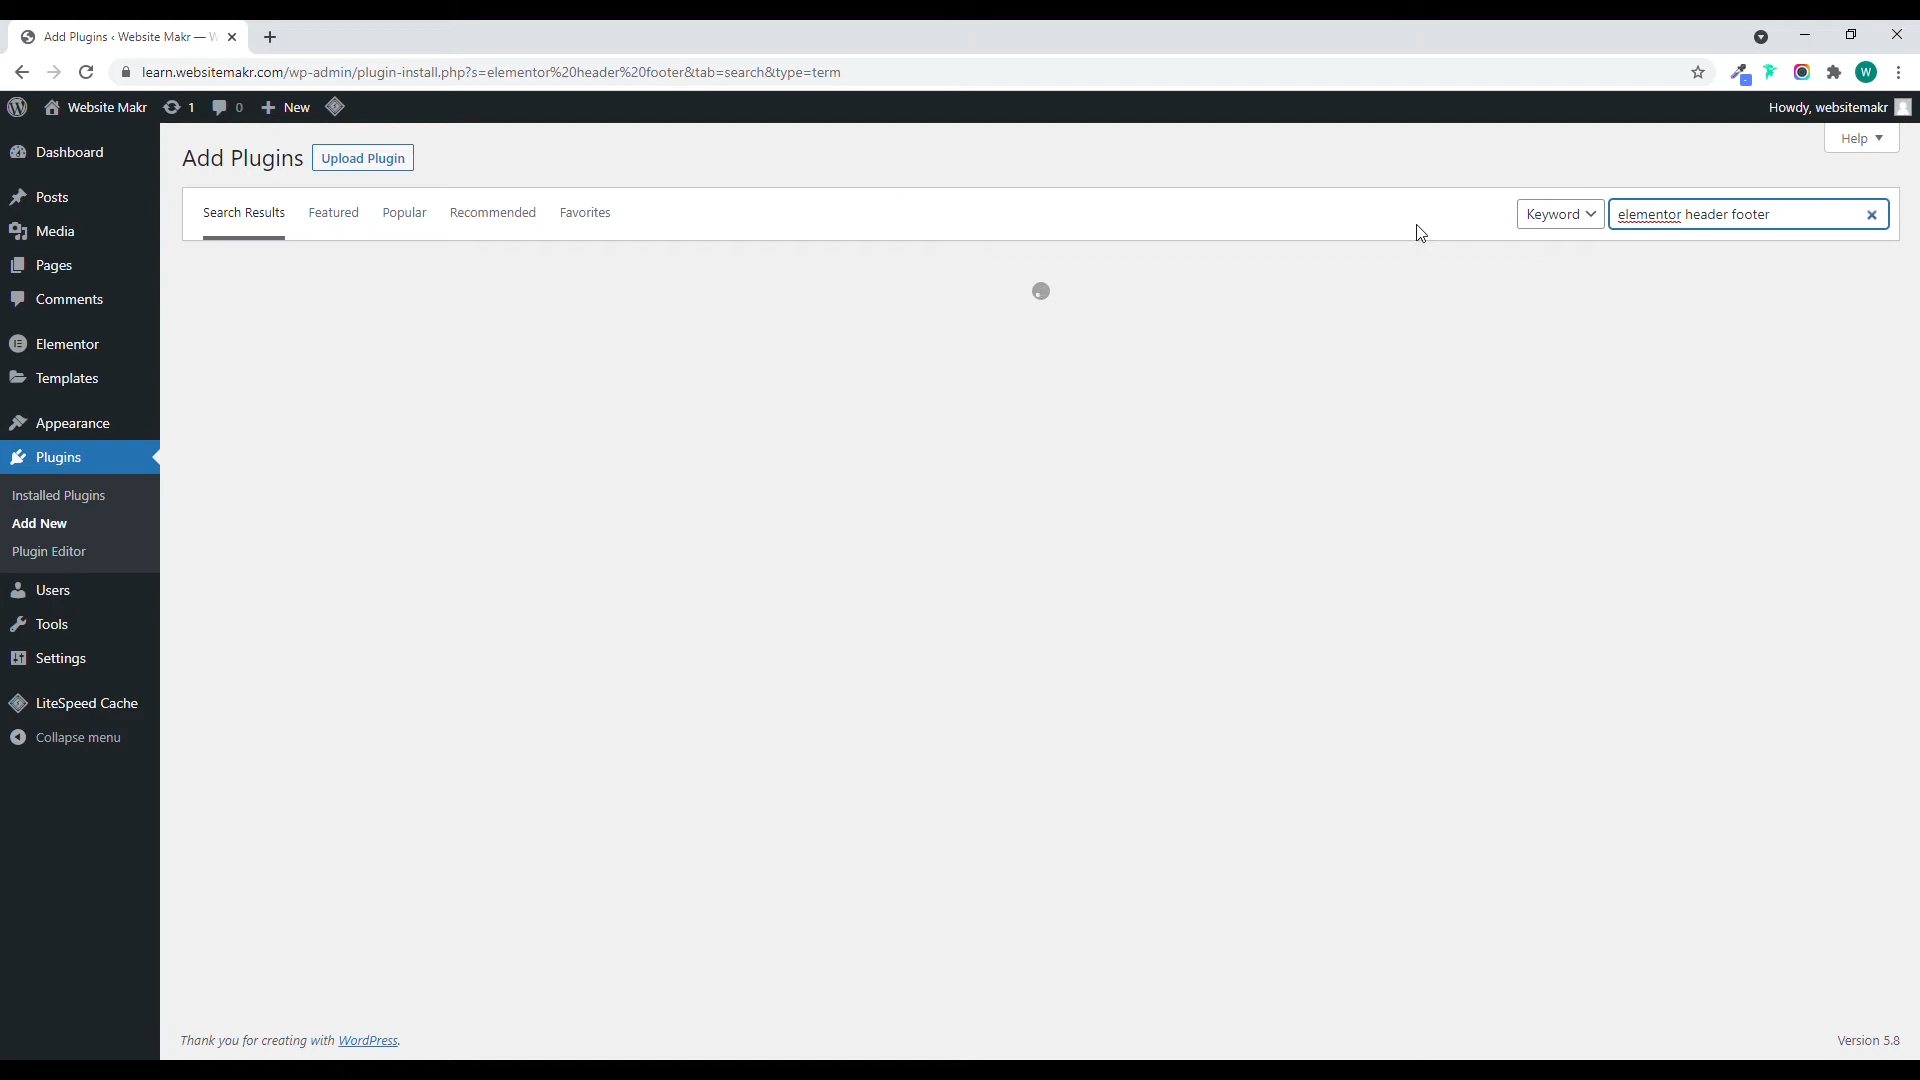 Add Plugins ‹ Website Makr — W
learn.websitemakr.com/wp-admin/plugin-install.php?s=elementor%20header%20footer&tab=search&type=term
W
Website Makr
1
0
New
Howdy, websitemakr
Dashboard
Posts
Media
Pages
Comments
Elementor
Templates
Appearance
Plugins
Installed Plugins
Add New
Plugin Editor
Users
Tools
Settings
LiteSpeed Cache
Collapse menu
Help
Add Plugins
Upload Plugin
Search Results Featured Popular Recommended Favorites
Keyword
elementor header footer
Thank you for creating with WordPress.
Version 5.8